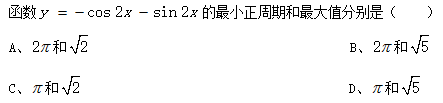 函数 y = −cos 2x − sin 2x 的最小正周期和最大值分别是（　　）
A、2π和√2　　B、2π和√5
C、π和√2　　D、π和√5